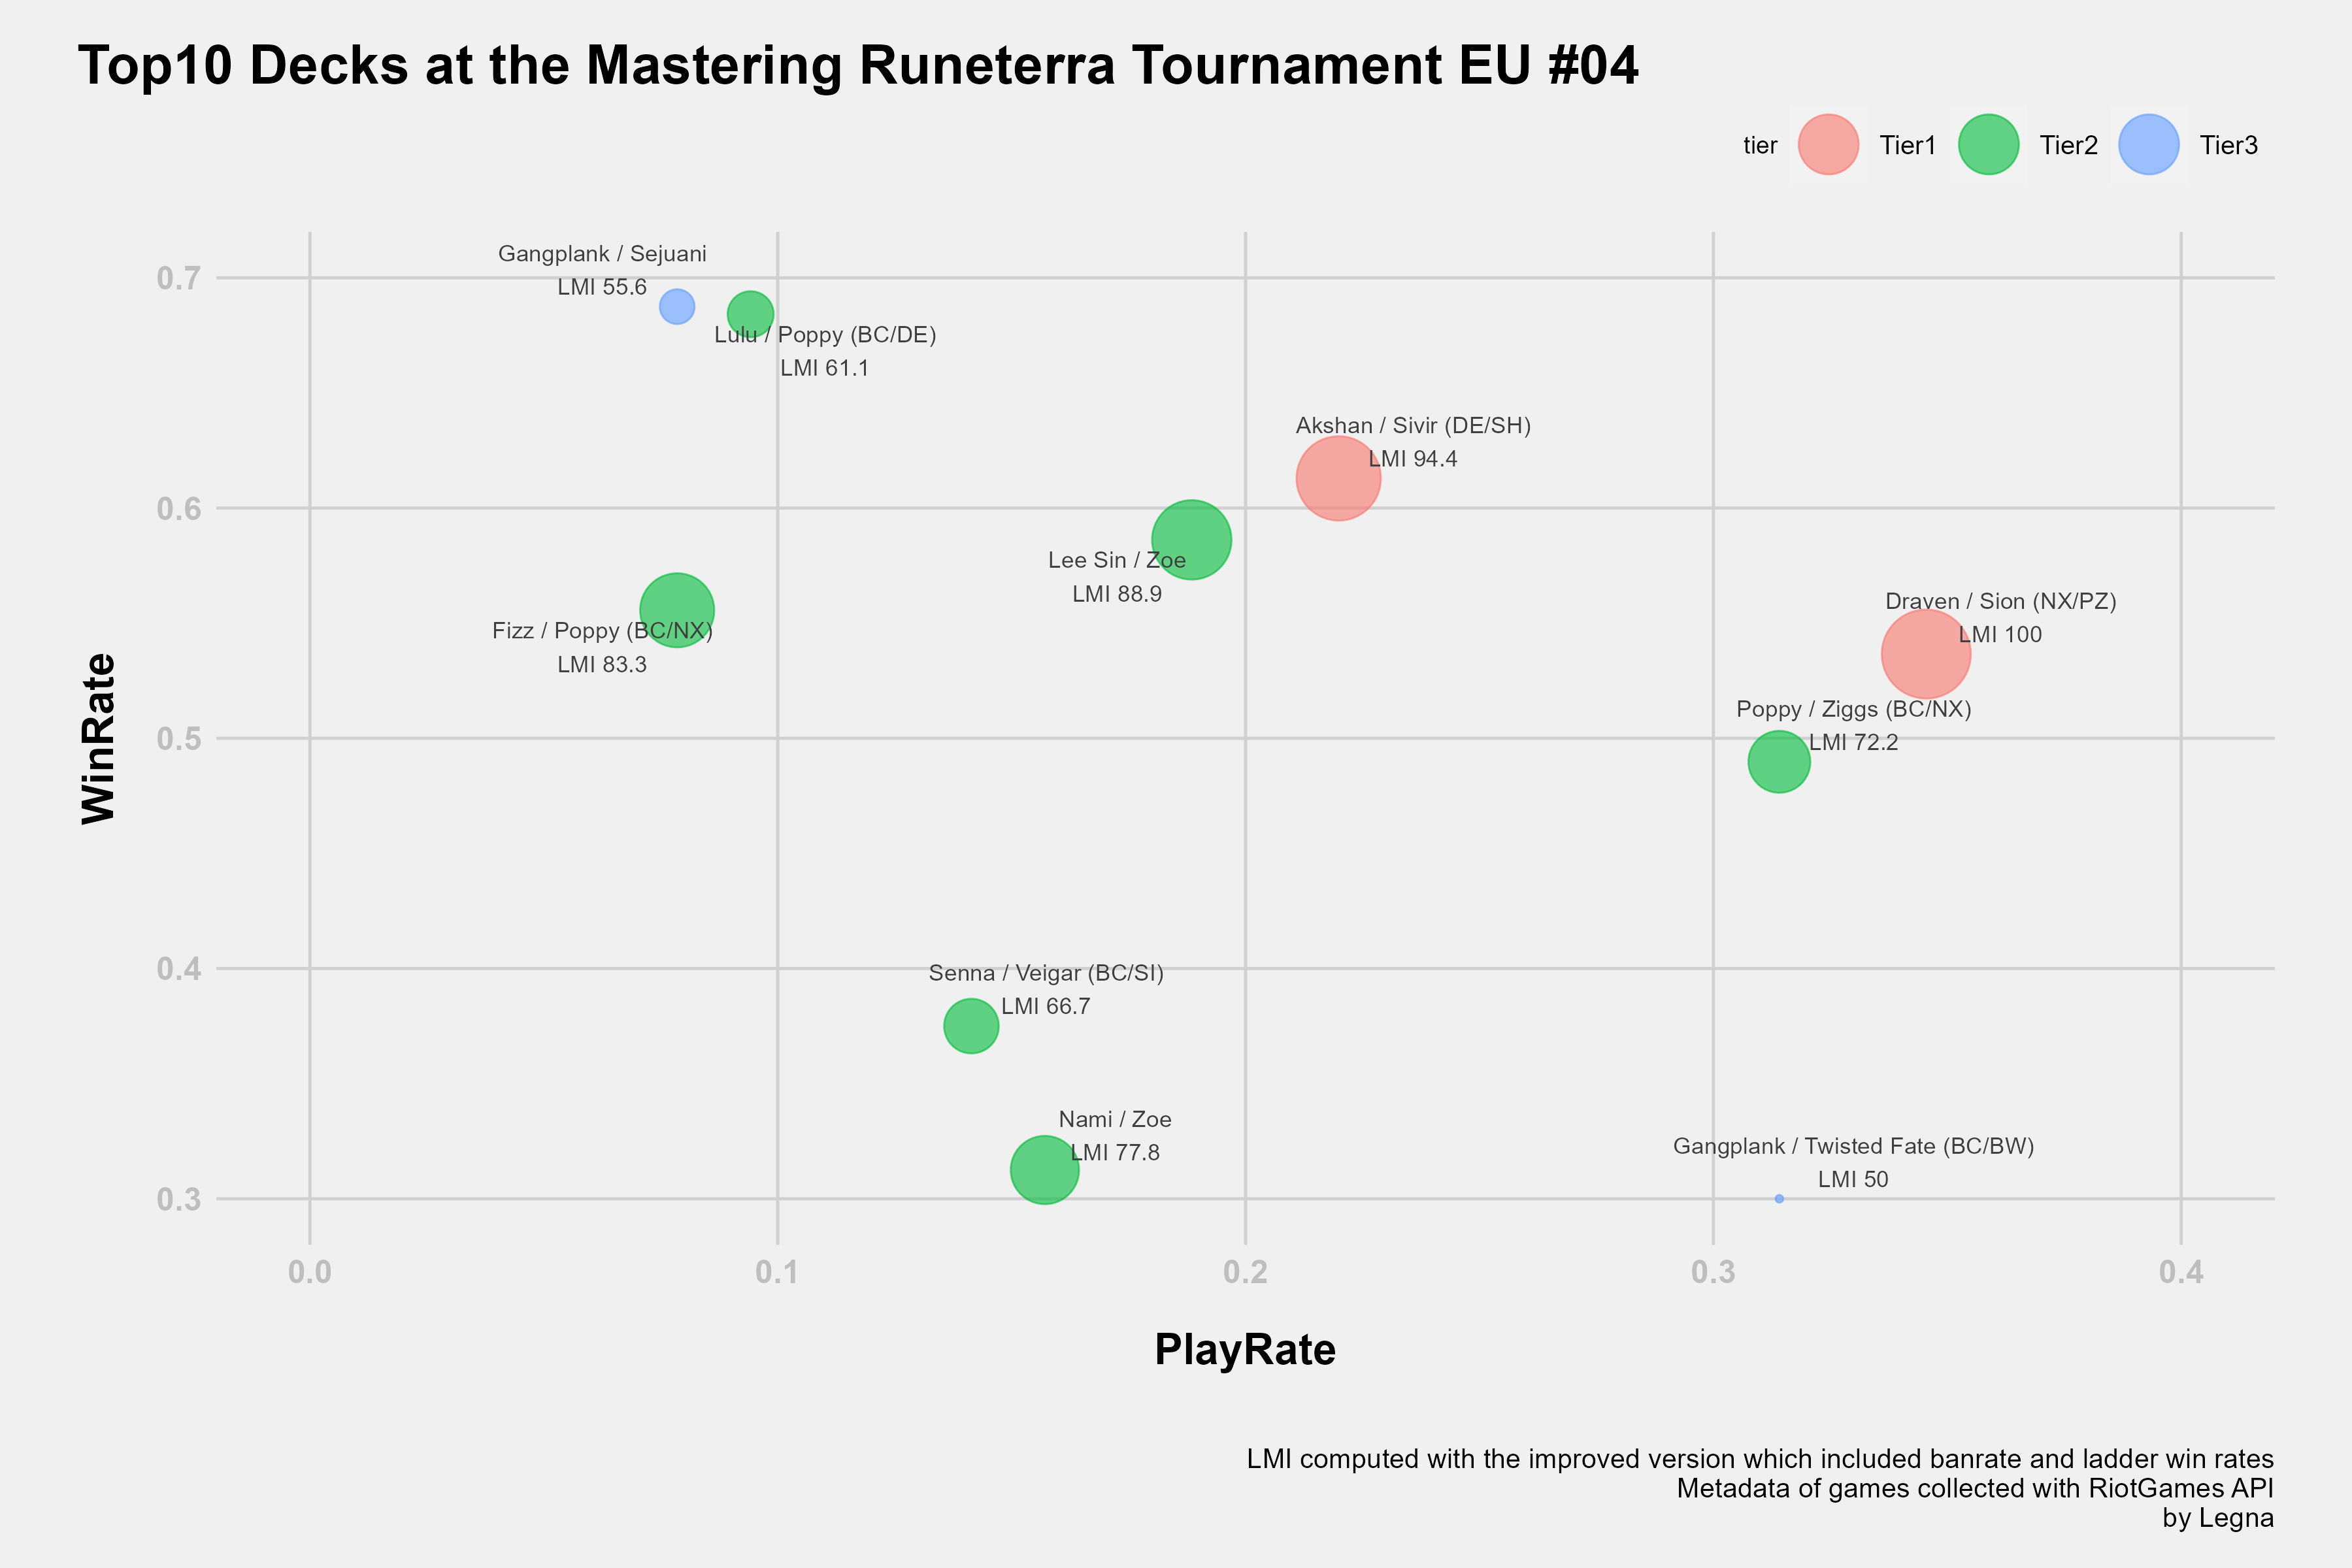 Top10 Decks at the Mastering Runeterra Tournament EU #04
tier Tier1 Tier2 Tier3
Gangplank / Sejuani
LMI 55.6
Lulu / Poppy (BC/DE)
LMI 61.1
Akshan / Sivir (DE/SH)
LMI 94.4
Lee Sin / Zoe
LMI 88.9
Fizz / Poppy (BC/NX)
LMI 83.3
Draven / Sion (NX/PZ)
LMI 100
Poppy / Ziggs (BC/NX)
LMI 72.2
Senna / Veigar (BC/SI)
LMI 66.7
Nami / Zoe
LMI 77.8
Gangplank / Twisted Fate (BC/BW)
LMI 50
0.7
0.6
0.5
0.4
0.3
WinRate
0.0 0.1 0.2 0.3 0.4
PlayRate
LMI computed with the improved version which included banrate and ladder win rates
Metadata of games collected with RiotGames API
by Legna